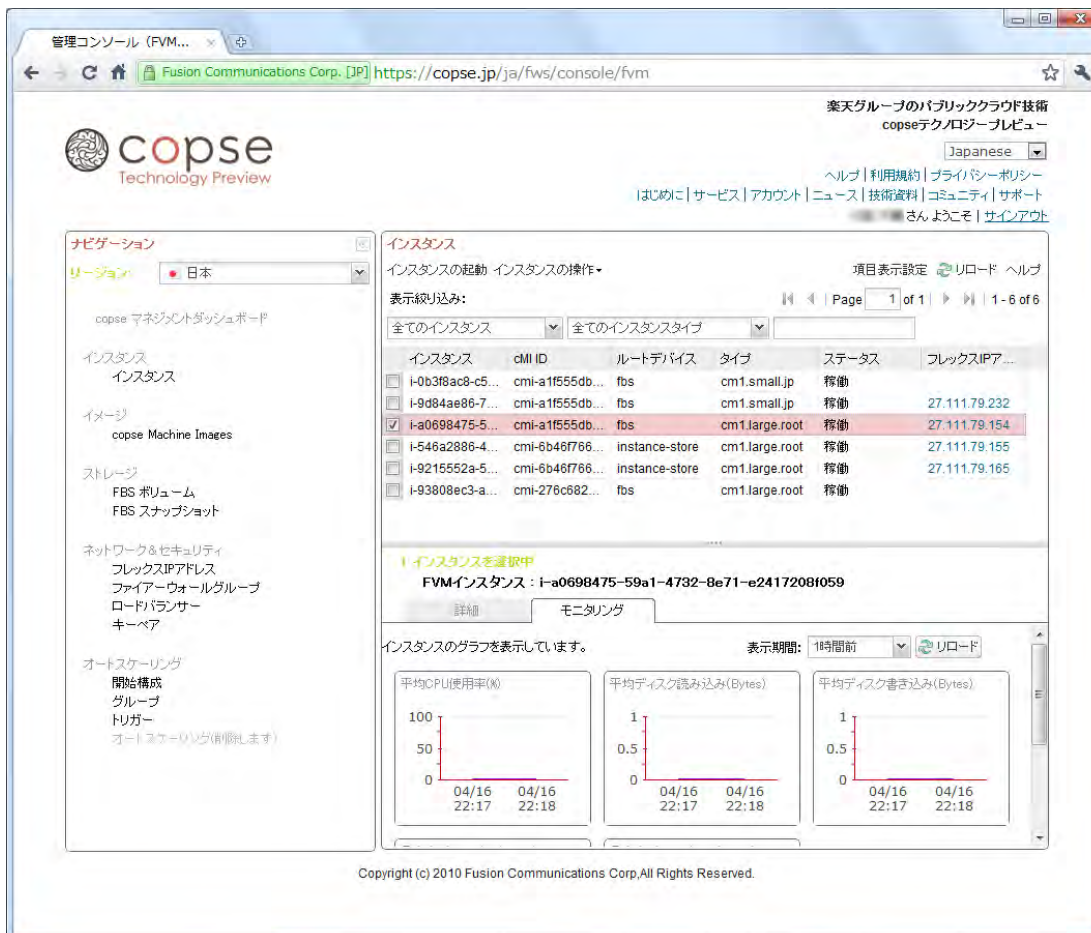 管理コンソール (FVM...
Fusion Communications Corp. [JP] https://copse.jp/ja/fws/console/fvm
楽天グループのパブリッククラウド技術
copseテクノロジープレビュー
copse
Technology Preview
Japanese
ヘルプ | 利用規約 | プライバシーポリシー
はじめに | サービス | アカウント | ニュース | 技術資料 | コミュニティ | サポート
さん ようこそ | サインアウト
ナビゲーション
リージョン:
日本
copse マネジメントダッシュボード
インスタンス
インスタンス
イメージ
copse Machine Images
ストレージ
FBS ボリューム
FBS スナップショット
ネットワーク&セキュリティ
フレックスIPアドレス
ファイアーウォールグループ
ロードバランサー
キーペア
オートスケーリング
開始構成
グループ
トリガー
オートスケーリング(削除します)
インスタンス
インスタンスの起動 インスタンスの操作 項目表示設定 リロード ヘルプ
表示絞り込み: Page 1 of 1 1 - 6 of 6
全てのインスタンス 全てのインスタンスタイプ
インスタンス cMI ID ルートデバイス タイプ ステータス フレックスIPア...
i-0b3f8ac8-c5... cmi-a1f555db... fbs cm1.small.jp 稼働
i-9d84ae86-7... cmi-a1f555db... fbs cm1.small.jp 稼働 27.111.79.232
i-a0698475-5... cmi-a1f555db... fbs cm1.large.root 稼働 27.111.79.154
i-546a2886-4... cmi-6b46f766... instance-store cm1.large.root 稼働 27.111.79.155
i-9215552a-5... cmi-6b46f766... instance-store cm1.large.root 稼働 27.111.79.165
i-93808ec3-a... cmi-276c682... fbs cm1.large.root 稼働
1 インスタンスを選択中
FVMインスタンス : i-a0698475-59a1-4732-8e71-e2417208f059
詳細 モニタリング
インスタンスのグラフを表示しています。 表示期間: 1時間前 リロード
平均CPU使用率(%)
100
50
0
04/16 04/16
22:17 22:18
平均ディスク読み込み(Bytes)
1
0.5
0
04/16 04/16
22:17 22:18
平均ディスク書き込み(Bytes)
1
0.5
0
04/16 04/16
22:17 22:18
Copyright (c) 2010 Fusion Communications Corp,All Rights Reserved.